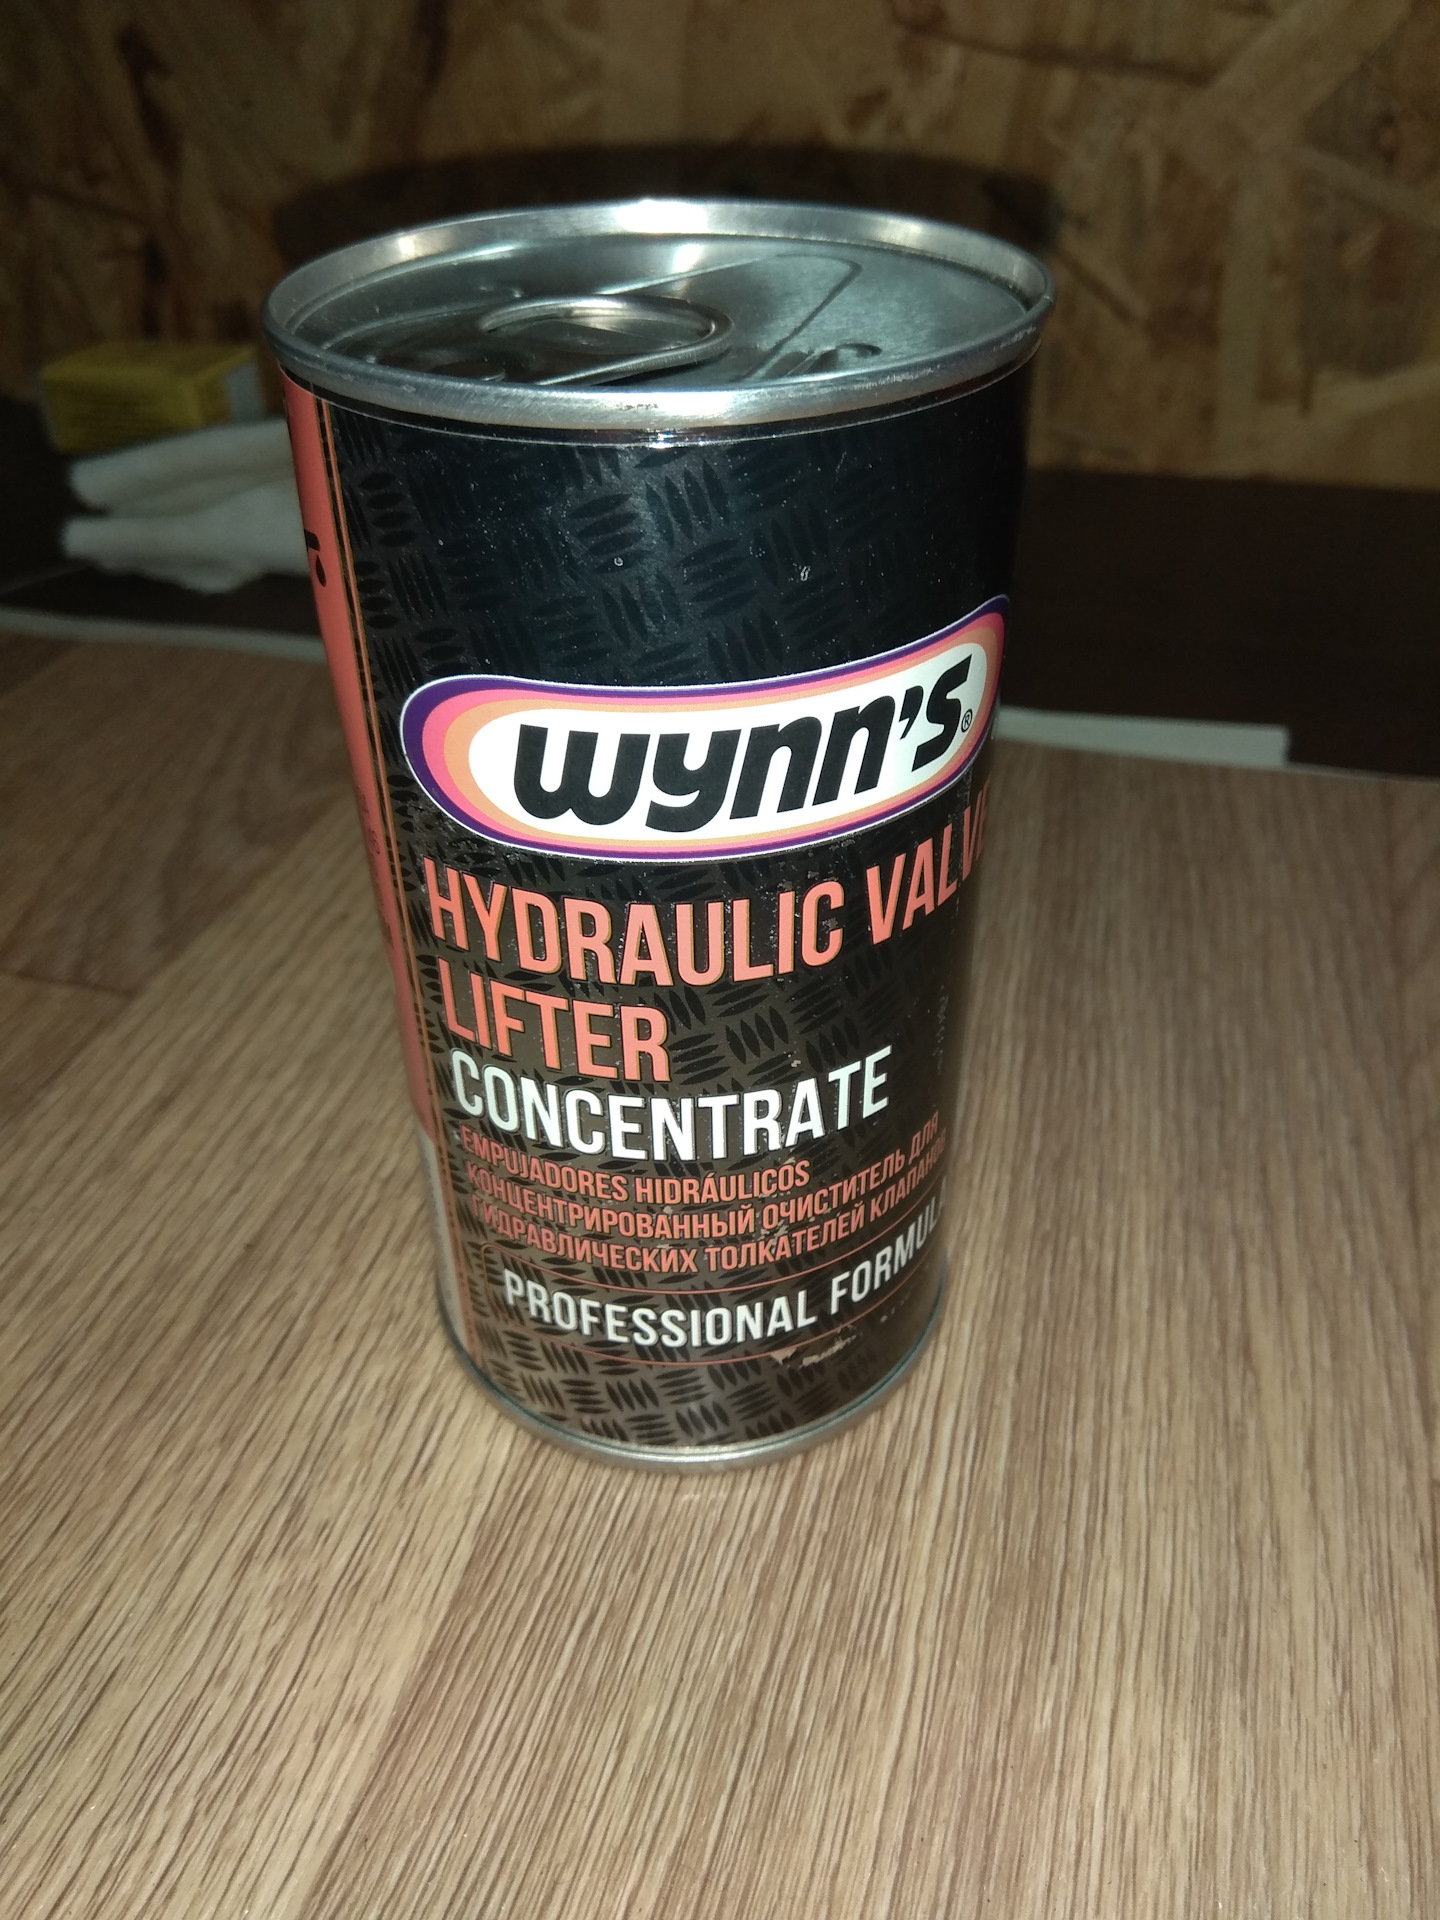 wynn's®
HYDRAULIC VALVE
LIFTER
CONCENTRATE
EMPUJADORES HIDRÁULICOS
КОНЦЕНТРИРОВАННЫЙ ОЧИСТИТЕЛЬ ДЛЯ
ГИДРАВЛИЧЕСКИХ ТОЛКАТЕЛЕЙ КЛАПАНОВ
PROFESSIONAL FORMULA